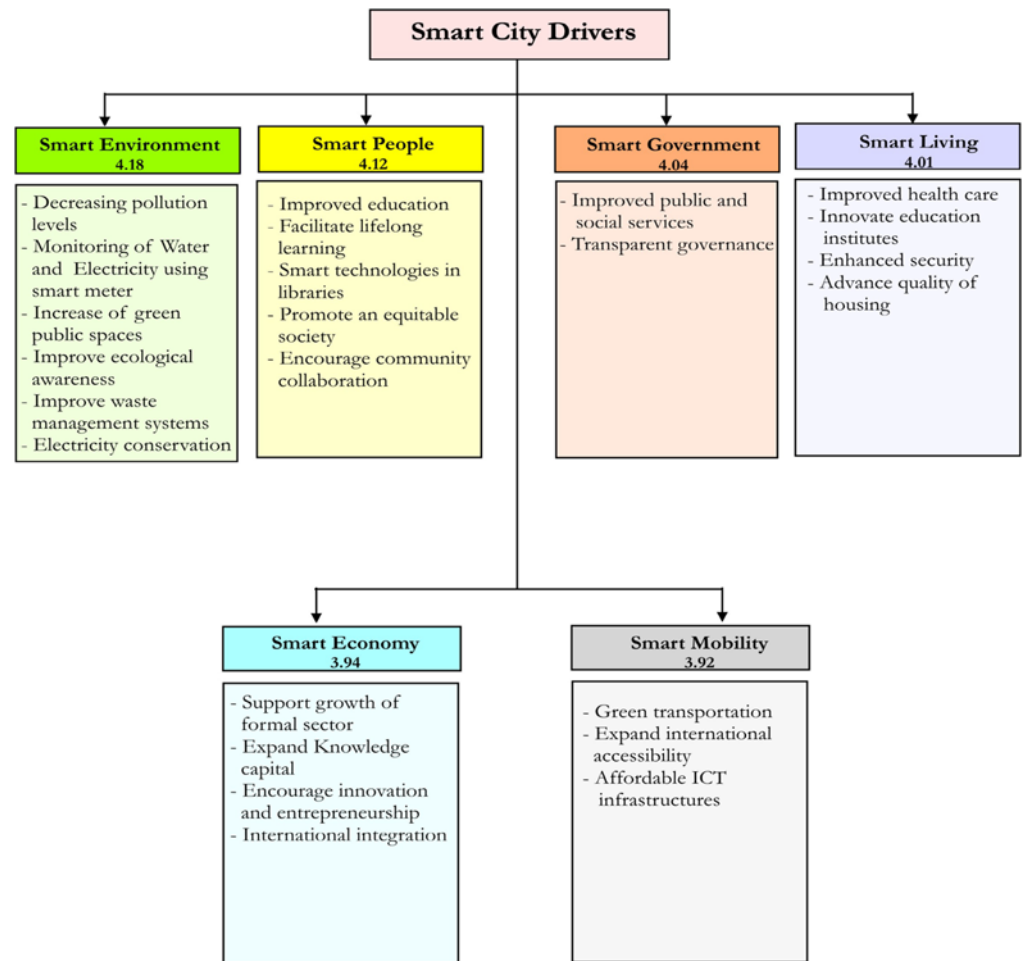 Smart City Drivers
Smart Environment
4.18
- Decreasing pollution
levels
- Monitoring of Water
and Electricity using
smart meter
- Increase of green
public spaces
- Improve ecological
awareness
- Improve waste
management systems
- Electricity conservation
Smart People
4.12
- Improved education
- Facilitate lifelong
learning
- Smart technologies in
libraries
- Promote an equitable
society
- Encourage community
collaboration
Smart Government
4.04
- Improved public and
social services
- Transparent governance
Smart Living
4.01
- Improved health care
- Innovate education
institutes
- Enhanced security
- Advance quality of
housing
Smart Economy
3.94
- Support growth of
formal sector
- Expand Knowledge
capital
- Encourage innovation
and entrepreneurship
- International integration
Smart Mobility
3.92
- Green transportation
- Expand international
accessibility
- Affordable ICT
infrastructures